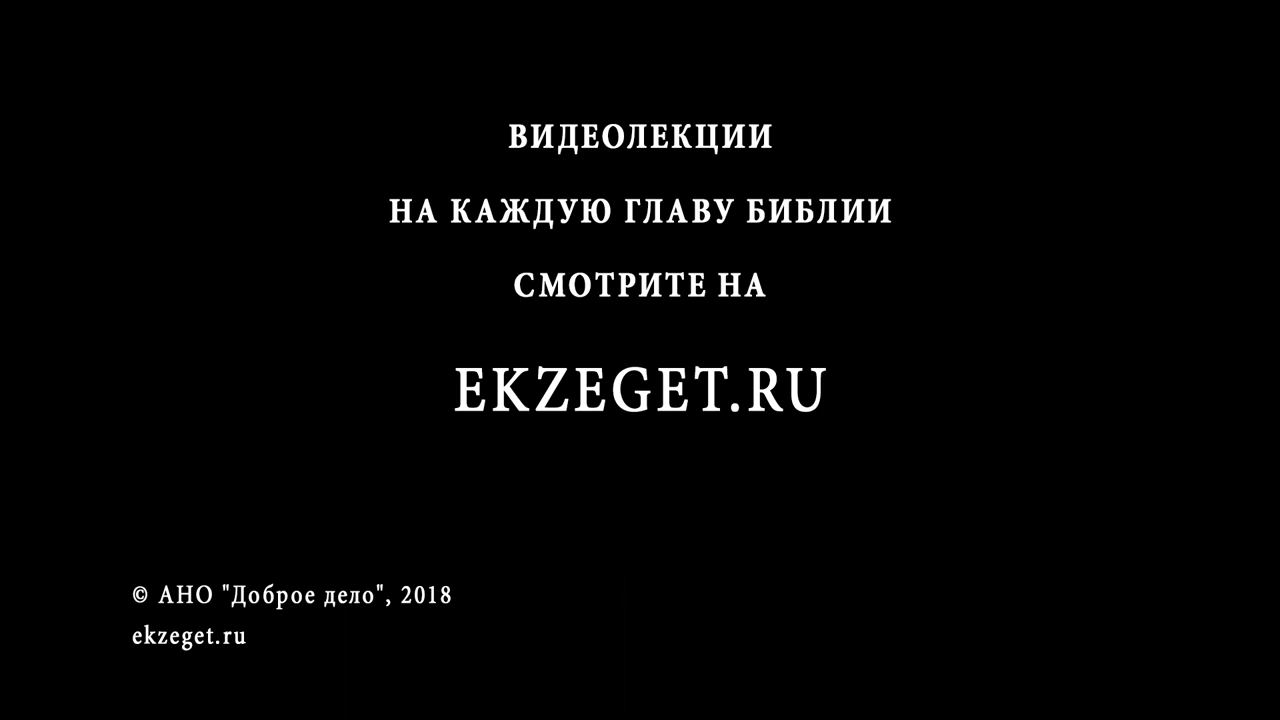 ВИДЕОЛЕКЦИИ
НА КАЖДУЮ ГЛАВУ БИБЛИИ
СМОТРИТЕ НА
EKZEGET.RU
© АНО "Доброе дело", 2018
ekzeget.ru